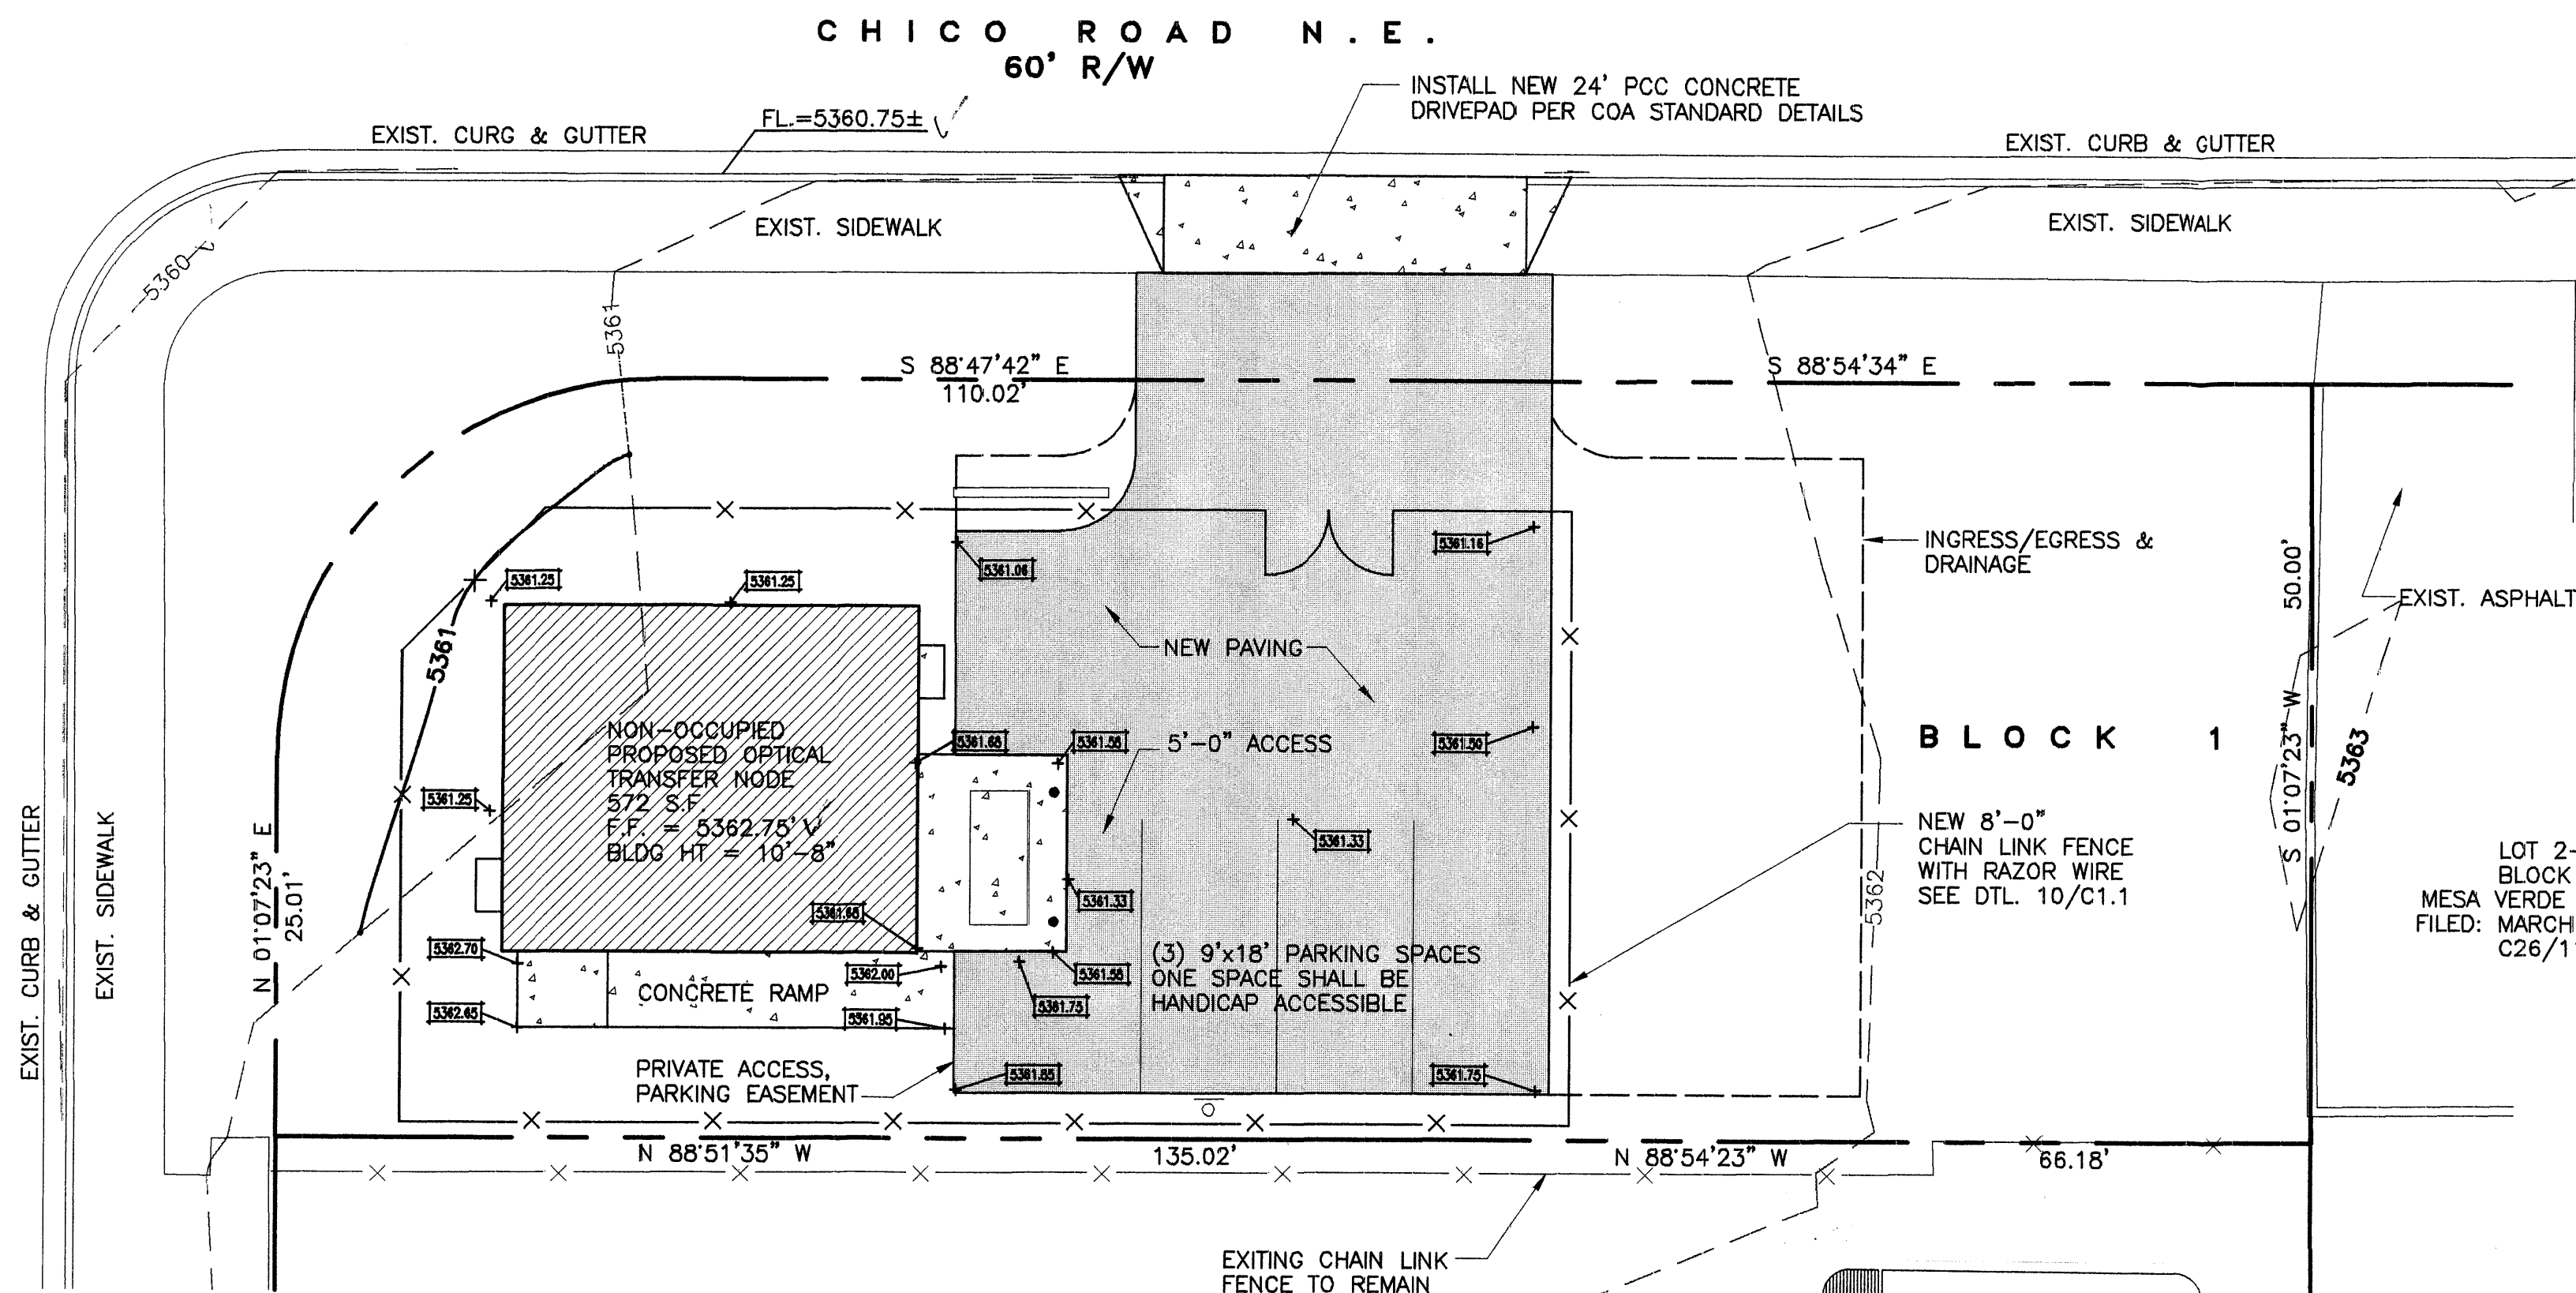 CHICO ROAD N.E.
60' R/W
INSTALL NEW 24' PCC CONCRETE
DRIVEPAD PER COA STANDARD DETAILS
FL.=5360.75±
EXIST. CURG & GUTTER
EXIST. CURB & GUTTER
EXIST. SIDEWALK
EXIST. SIDEWALK
5360
5361
S 88°47'42" E
110.02'
S 88°54'34" E
INGRESS/EGRESS &
DRAINAGE
50.00'
S 01°07'23" W
EXIST. ASPHALT
5361.25
5361.25
5361.06
5361.16
5361
NEW PAVING
NON-OCCUPIED
PROPOSED OPTICAL
TRANSFER NODE
572 S.F.
F.F. = 5362.75'
BLDG HT = 10'-8"
5361.68
5361.58
5'-0" ACCESS
5361.50
BLOCK 1
5363
5361.25
5361.33
5361.33
5361.68
NEW 8'-0"
CHAIN LINK FENCE
WITH RAZOR WIRE
SEE DTL. 10/C1.1
5362
LOT 2-
BLOCK
MESA VERDE
FILED: MARCH
C26/1
EXIST. CURB & GUTTER
EXIST. SIDEWALK
N 01°07'23" E
25.01'
5362.70
5362.00
5361.58
(3) 9'x18' PARKING SPACES
ONE SPACE SHALL BE
HANDICAP ACCESSIBLE
CONCRETE RAMP
5361.75
5362.65
5361.95
PRIVATE ACCESS,
PARKING EASEMENT
5361.85
5361.75
N 88°51'35" W
135.02'
N 88°54'23" W
66.18'
EXITING CHAIN LINK
FENCE TO REMAIN